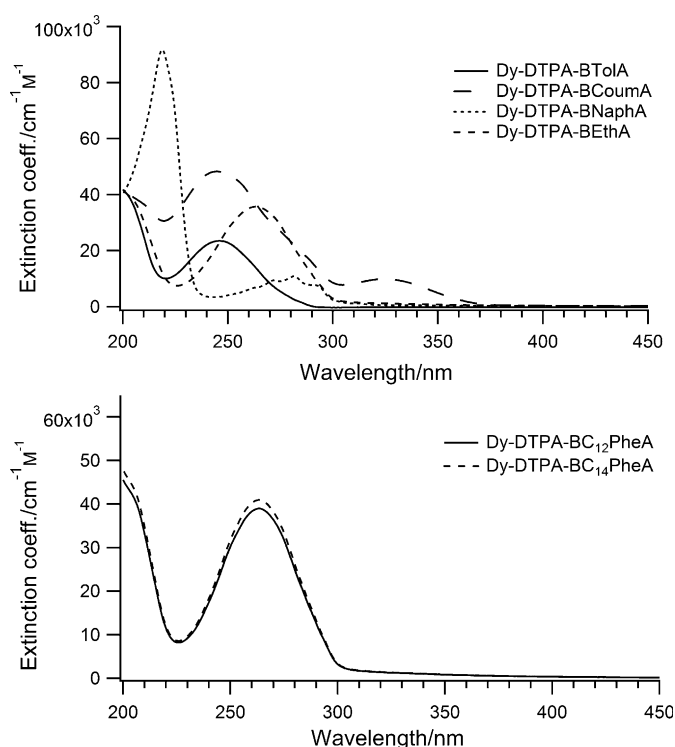 100x10³
80
60
40
20
0
Extinction coeff./cm⁻¹M⁻¹
Dy-DTPA-BTolA
Dy-DTPA-BCoumA
Dy-DTPA-BNaphA
Dy-DTPA-BEthA
200 250 300 350 400 450
Wavelength/nm
60x10³
50
40
30
20
10
0
Extinction coeff./cm⁻¹M⁻¹
Dy-DTPA-BC₁₂PheA
Dy-DTPA-BC₁₄PheA
200 250 300 350 400 450
Wavelength/nm